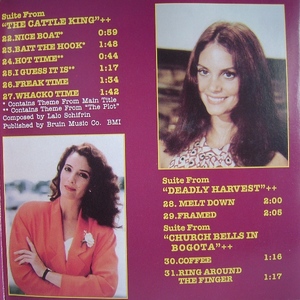 Suite From
"THE CATTLE KING"++
22.NICE BOAT* 0:59
23.BAIT THE HOOK* 1:48
24.HOT TIME** 0:44
25.I GUESS IT IS** 1:17
26.FREAK TIME 1:34
27.WHACKO TIME 1:42
* Contains Theme From Main Title
** Contains Theme From "The Plot"
Composed by Lalo Schifrin
Published by Bruin Music Co. BMI
Suite From
"DEADLY HARVEST"++
28. MELT DOWN 2:00
29.FRAMED 2:05
Suite From
"CHURCH BELLS IN
BOGOTA"++
30.COFFEE 1:16
31.RING AROUND
THE FINGER 1:17